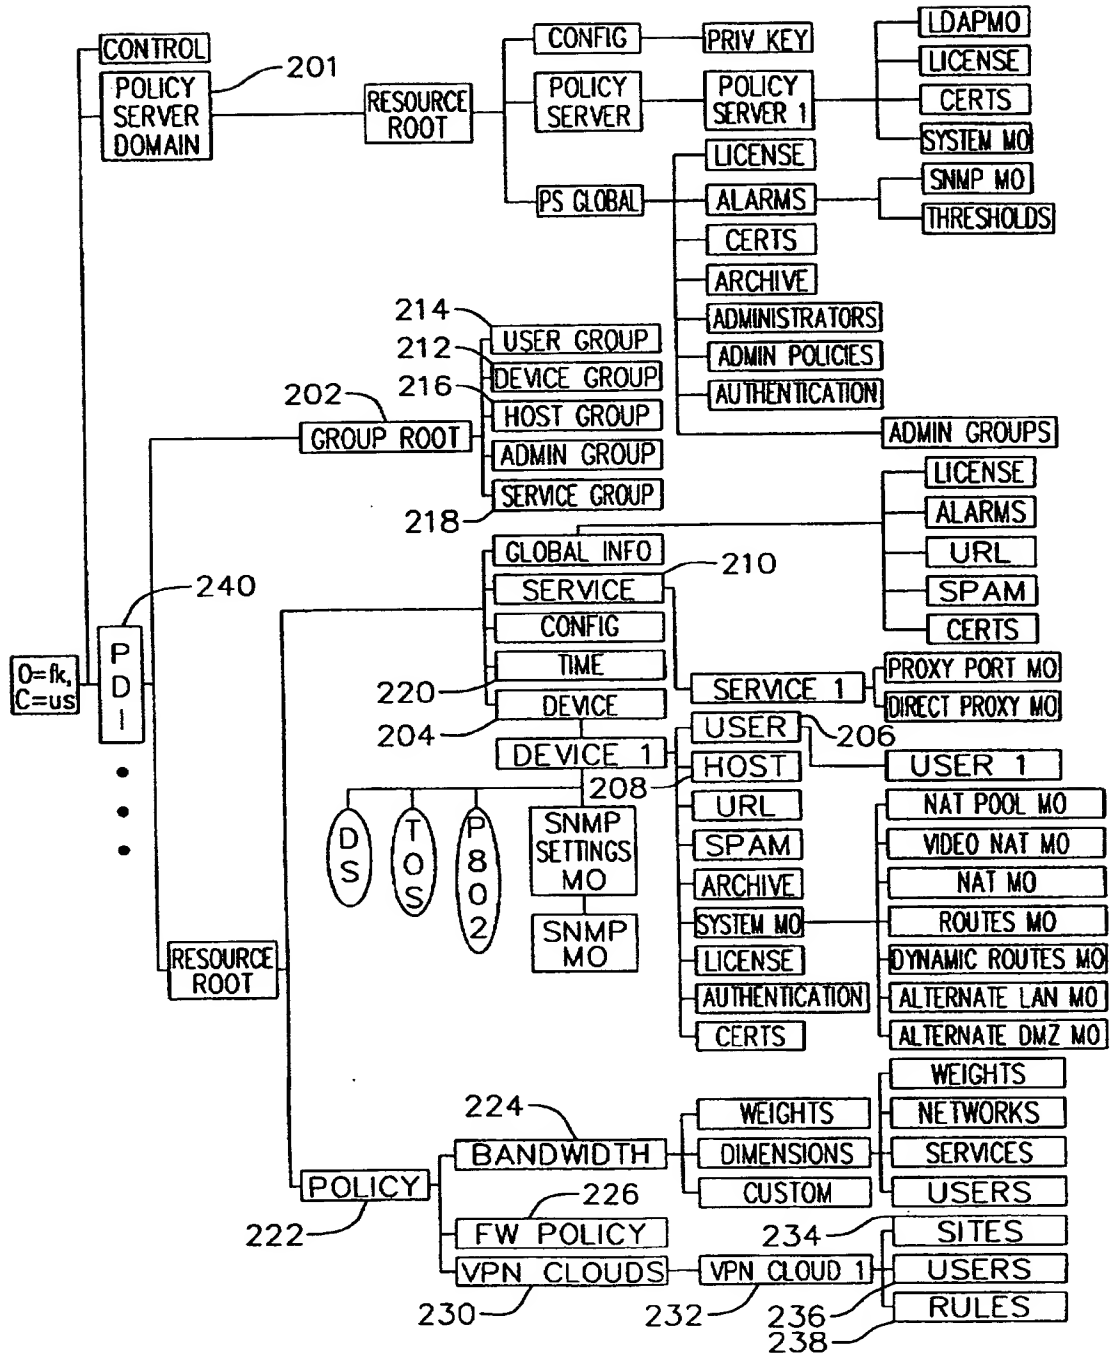 CONTROL
201
POLICY
SERVER
DOMAIN
RESOURCE
ROOT
CONFIG
PRIV KEY
POLICY
SERVER
POLICY
SERVER 1
LDAPMO
LICENSE
CERTS
SYSTEM MO
PS GLOBAL
LICENSE
ALARMS
SNMP MO
THRESHOLDS
CERTS
ARCHIVE
ADMINISTRATORS
ADMIN POLICIES
AUTHENTICATION
ADMIN GROUPS
214
USER GROUP
212
DEVICE GROUP
216
HOST GROUP
202
GROUP ROOT
ADMIN GROUP
SERVICE GROUP
218
GLOBAL INFO
LICENSE
ALARMS
URL
SPAM
CERTS
210
SERVICE
CONFIG
TIME
220
DEVICE
204
SERVICE 1
PROXY PORT MO
DIRECT PROXY MO
240
O=fk,
C=us
P
D
I
DEVICE 1
USER
206
USER 1
208
HOST
URL
SPAM
ARCHIVE
SYSTEM MO
LICENSE
AUTHENTICATION
CERTS
NAT POOL MO
VIDEO NAT MO
NAT MO
ROUTES MO
DYNAMIC ROUTES MO
ALTERNATE LAN MO
ALTERNATE DMZ MO
DS
TOS
P802
SNMP
SETTINGS
MO
SNMP
MO
RESOURCE
ROOT
POLICY
222
224
BANDWIDTH
WEIGHTS
DIMENSIONS
CUSTOM
WEIGHTS
NETWORKS
SERVICES
USERS
226
FW POLICY
VPN CLOUDS
230
VPN CLOUD 1
232
234
SITES
USERS
236
RULES
238